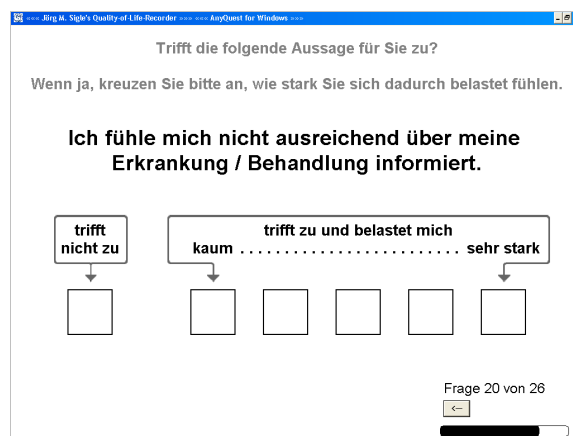 ««« Jörg M. Sigle's Quality-of-Life-Recorder »»» ««« AnyQuest for Windows »»»
Trifft die folgende Aussage für Sie zu?
Wenn ja, kreuzen Sie bitte an, wie stark Sie sich dadurch belastet fühlen.
Ich fühle mich nicht ausreichend über meine
Erkrankung / Behandlung informiert.
trifft
nicht zu
trifft zu und belastet mich
kaum . . . . . . . . . . . . . . . . . . . . . . . . . . sehr stark
Frage 20 von 26
<--